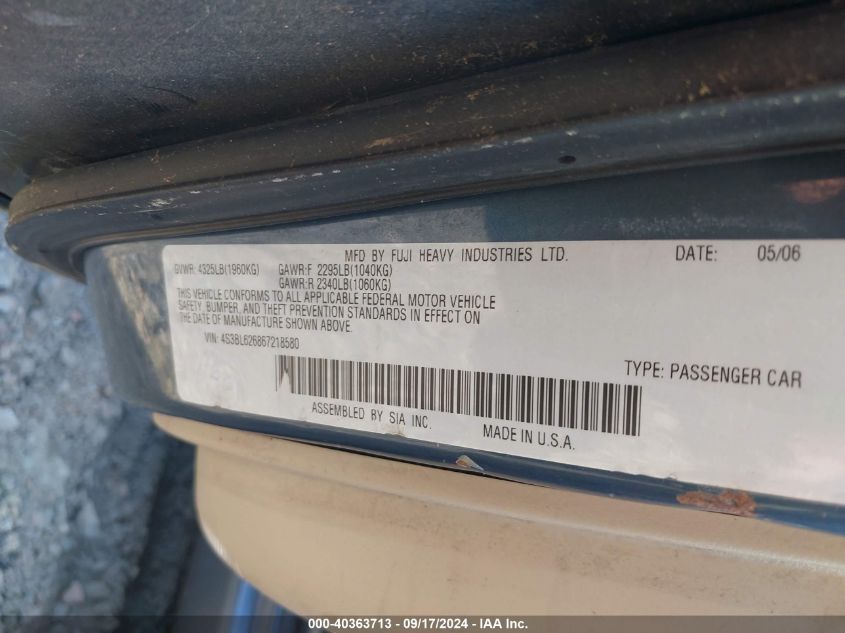 MFD BY FUJI HEAVY INDUSTRIES LTD. DATE: 05/06
GVWR: 4325LB(1960KG) GAWR:F 2295LB(1040KG)
GAWR:R 2340LB(1060KG)
THIS VEHICLE CONFORMS TO ALL APPLICABLE FEDERAL MOTOR VEHICLE
SAFETY, BUMPER, AND THEFT PREVENTION STANDARDS IN EFFECT ON
THE DATE OF MANUFACTURE SHOWN ABOVE.
VIN: 4S3BL626867218580
TYPE: PASSENGER CAR
ASSEMBLED BY SIA INC. MADE IN U.S.A.
000-40363713 - 09/17/2024 - IAA Inc.